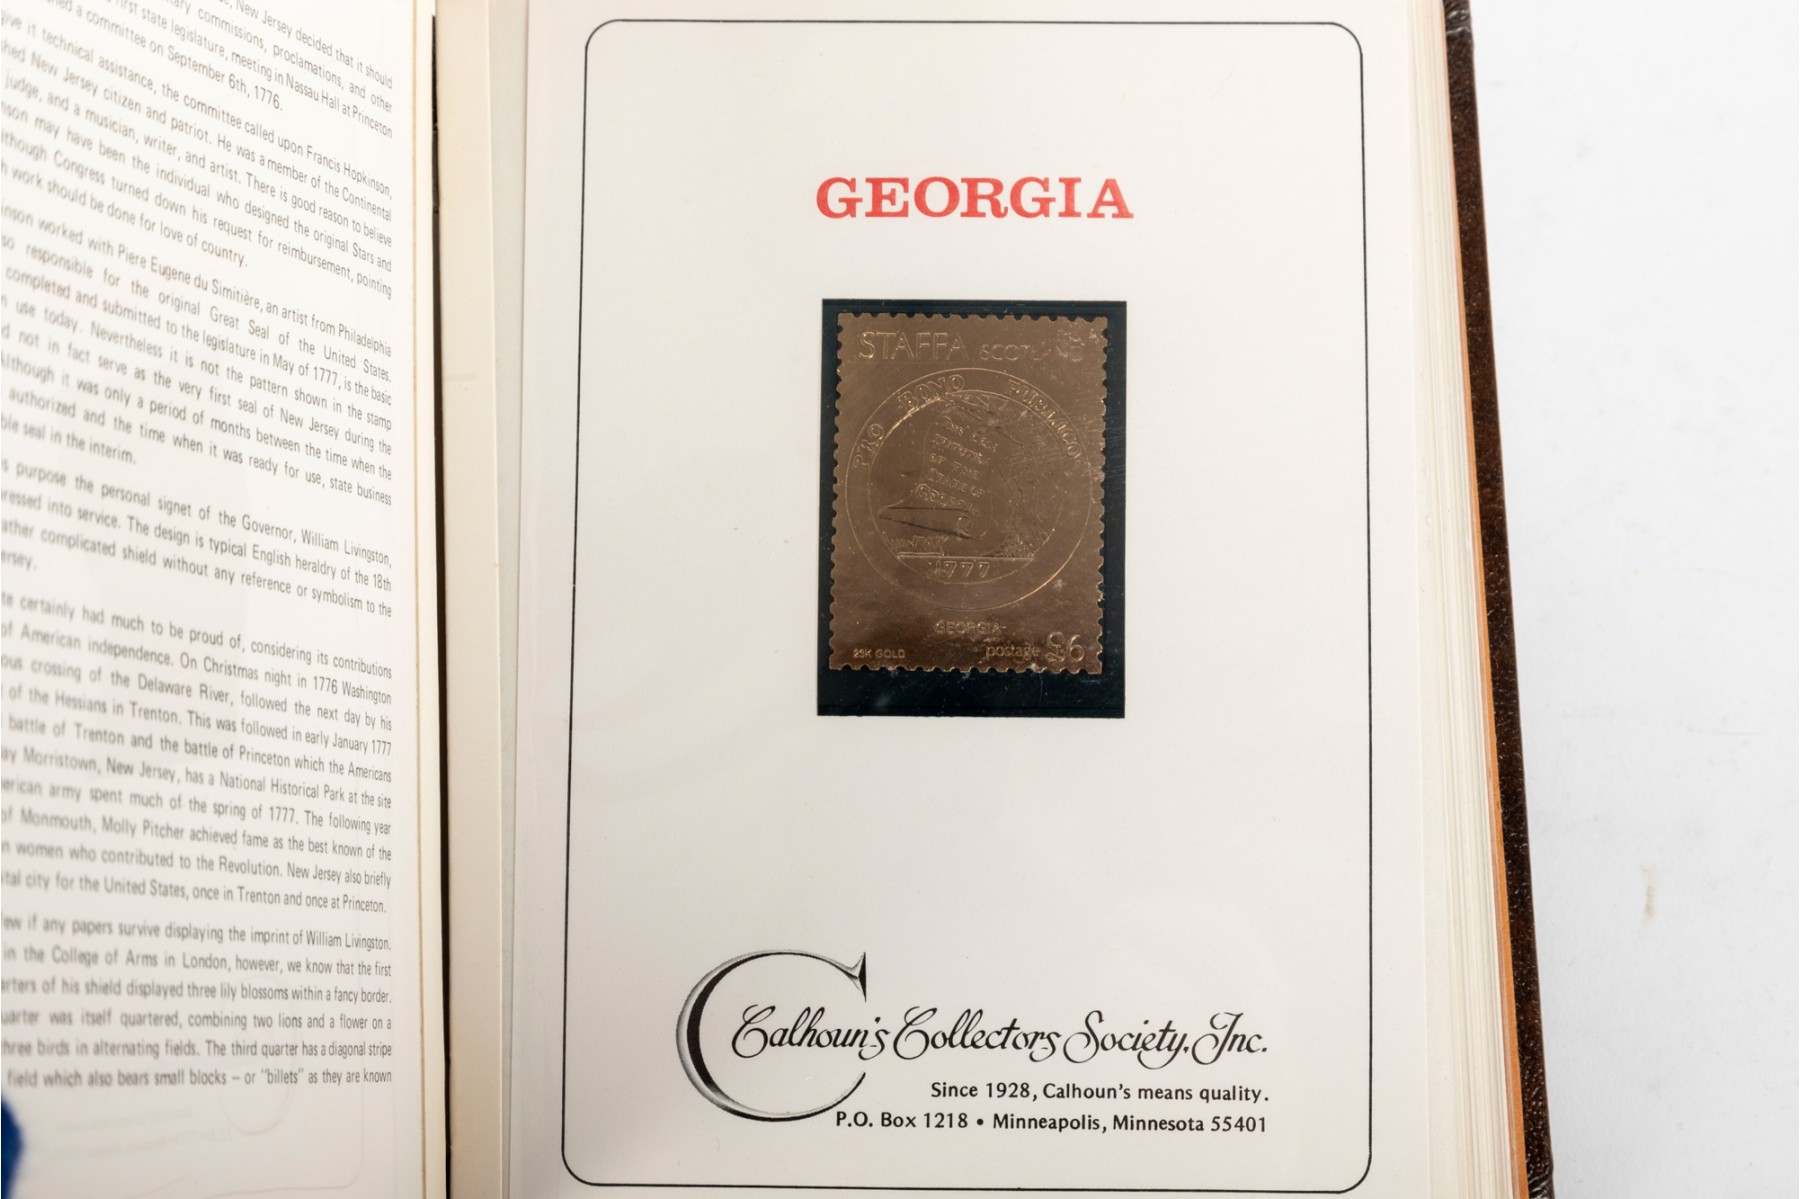 , New Jersey decided that it should
commissions, proclamations, and other
first state legislature, meeting in Nassau Hall at Princeton
a committee on September 6th, 1776.
give it technical assistance, the committee called upon Francis Hopkinson,
New Jersey citizen and patriot. He was a member of the Continental
judge, and a musician, writer, and artist. There is good reason to believe
may have been the individual who designed the original Stars and
Although Congress turned down his request for reimbursement, pointing
work should be done for love of country.
worked with Piere Eugene du Simitière, an artist from Philadelphia
responsible for the original Great Seal of the United States.
completed and submitted to the legislature in May of 1777, is the basic
use today. Nevertheless it is not the pattern shown in the stamp
not in fact serve as the very first seal of New Jersey during the
Although it was only a period of months between the time when the
authorized and the time when it was ready for use, state business
seal in the interim.
purpose the personal signet of the Governor, William Livingston,
pressed into service. The design is typical English heraldry of the 18th
rather complicated shield without any reference or symbolism to the
certainly had much to be proud of, considering its contributions
of American independence. On Christmas night in 1776 Washington
crossing of the Delaware River, followed the next day by his
of the Hessians in Trenton. This was followed in early January 1777
battle of Trenton and the battle of Princeton which the Americans
Morristown, New Jersey, has a National Historical Park at the site
American army spent much of the spring of 1777. The following year
of Monmouth, Molly Pitcher achieved fame as the best known of the
women who contributed to the Revolution. New Jersey also briefly
city for the United States, once in Trenton and once at Princeton.
few if any papers survive displaying the imprint of William Livingston.
in the College of Arms in London, however, we know that the first
quarters of his shield displayed three lily blossoms within a fancy border.
quarter was itself quartered, combining two lions and a flower on a
three birds in alternating fields. The third quarter has a diagonal stripe
field which also bears small blocks – or "billets" as they are known
GEORGIA
STAFFA SCOTLAND
PRO BONO PUBLICO
OF THE
STATE OF
GEORGIA
1777
GEORGIA
23K GOLD postage £6
Calhoun's Collectors Society, Inc.
Since 1928, Calhoun's means quality.
P.O. Box 1218 • Minneapolis, Minnesota 55401